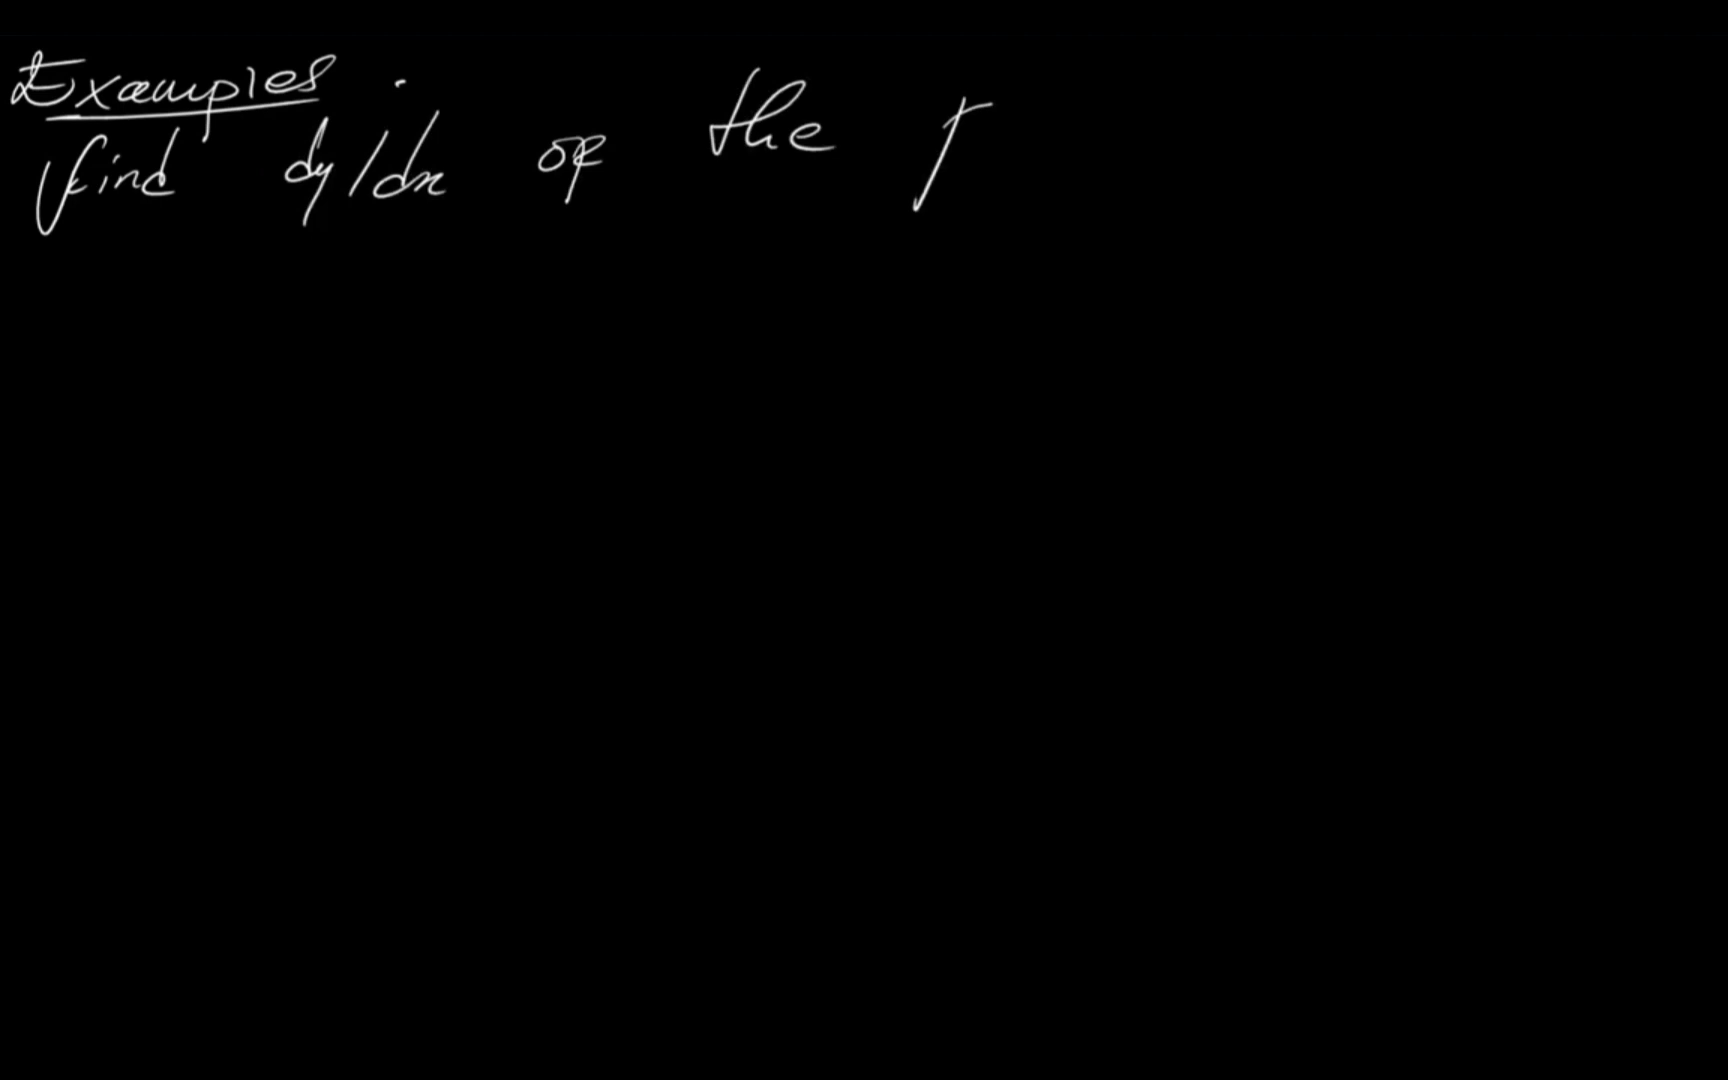 Examples .
find dy/dx of the